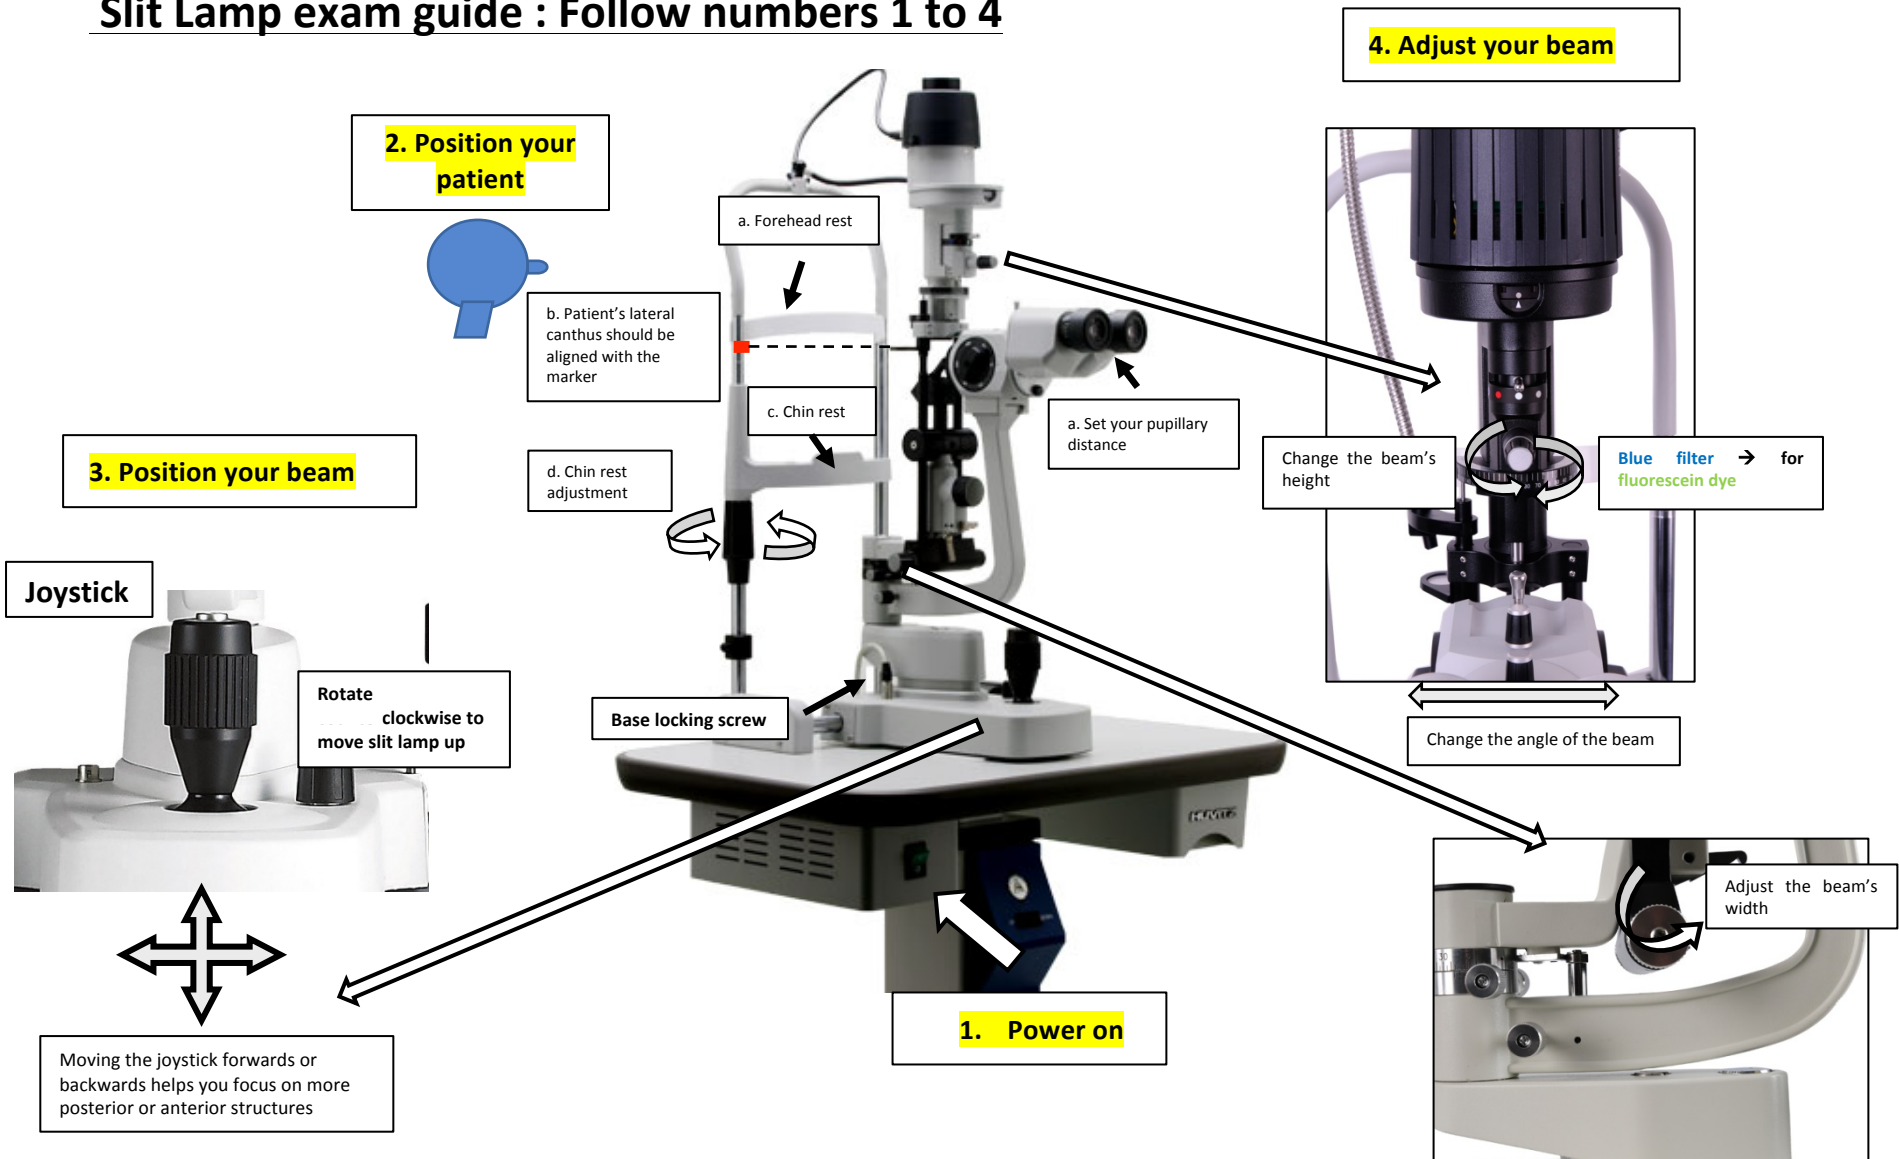 Slit Lamp exam guide : Follow numbers 1 to 4
4. Adjust your beam
2. Position your
patient
a. Forehead rest
b. Patient’s lateral
canthus should be
aligned with the
marker
c. Chin rest
a. Set your pupillary
distance
d. Chin rest
adjustment
3. Position your beam
Change the beam’s
height
Blue filter → for
fluorescein dye
Joystick
Rotate
clockwise to
move slit lamp up
Base locking screw
Change the angle of the beam
HUVITZ
Adjust the beam’s
width
30
1. Power on
Moving the joystick forwards or
backwards helps you focus on more
posterior or anterior structures